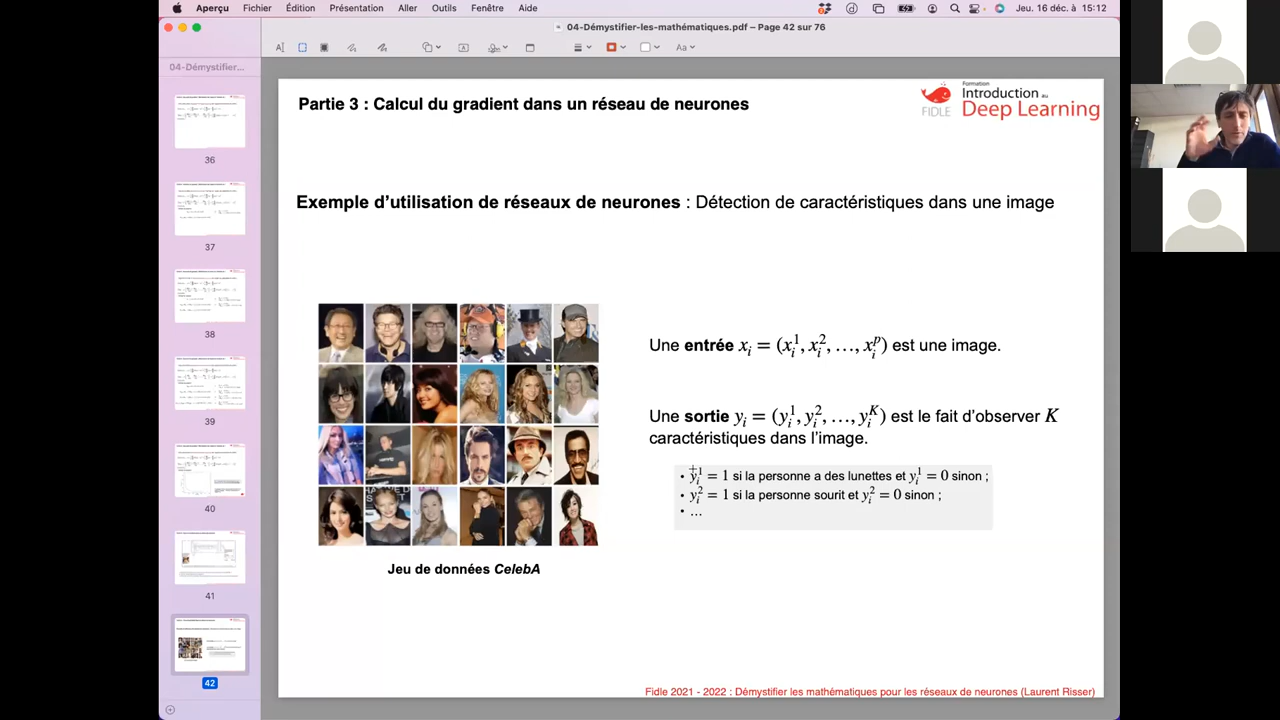 Aperçu Fichier Édition Présentation Aller Outils Fenêtre Aide Jeu. 16 déc. à 15:12
04-Démystifier-les-mathématiques.pdf – Page 42 sur 76
04-Démystifier...
36
37
38
39
40
41
42
Partie 3 : Calcul du gradient dans un réseau de neurones
FIDLE
Formation
Introduction au
Deep Learning
Exemple d'utilisation de réseaux de neurones : Détection de caractéristiques dans une image
Une entrée x_i = (x_i^1, x_i^2, …, x_i^p) est une image.
Une sortie y_i = (y_i^1, y_i^2, …, y_i^K) est le fait d'observer K
caractéristiques dans l'image.
• y_i^1 = 1 si la personne a des lunettes et y_i^1 = 0 sinon ;
• y_i^2 = 1 si la personne sourit et y_i^2 = 0 sinon ;
• …
Jeu de données CelebA
Fidle 2021 - 2022 : Démystifier les mathématiques pour les réseaux de neurones (Laurent Risser)